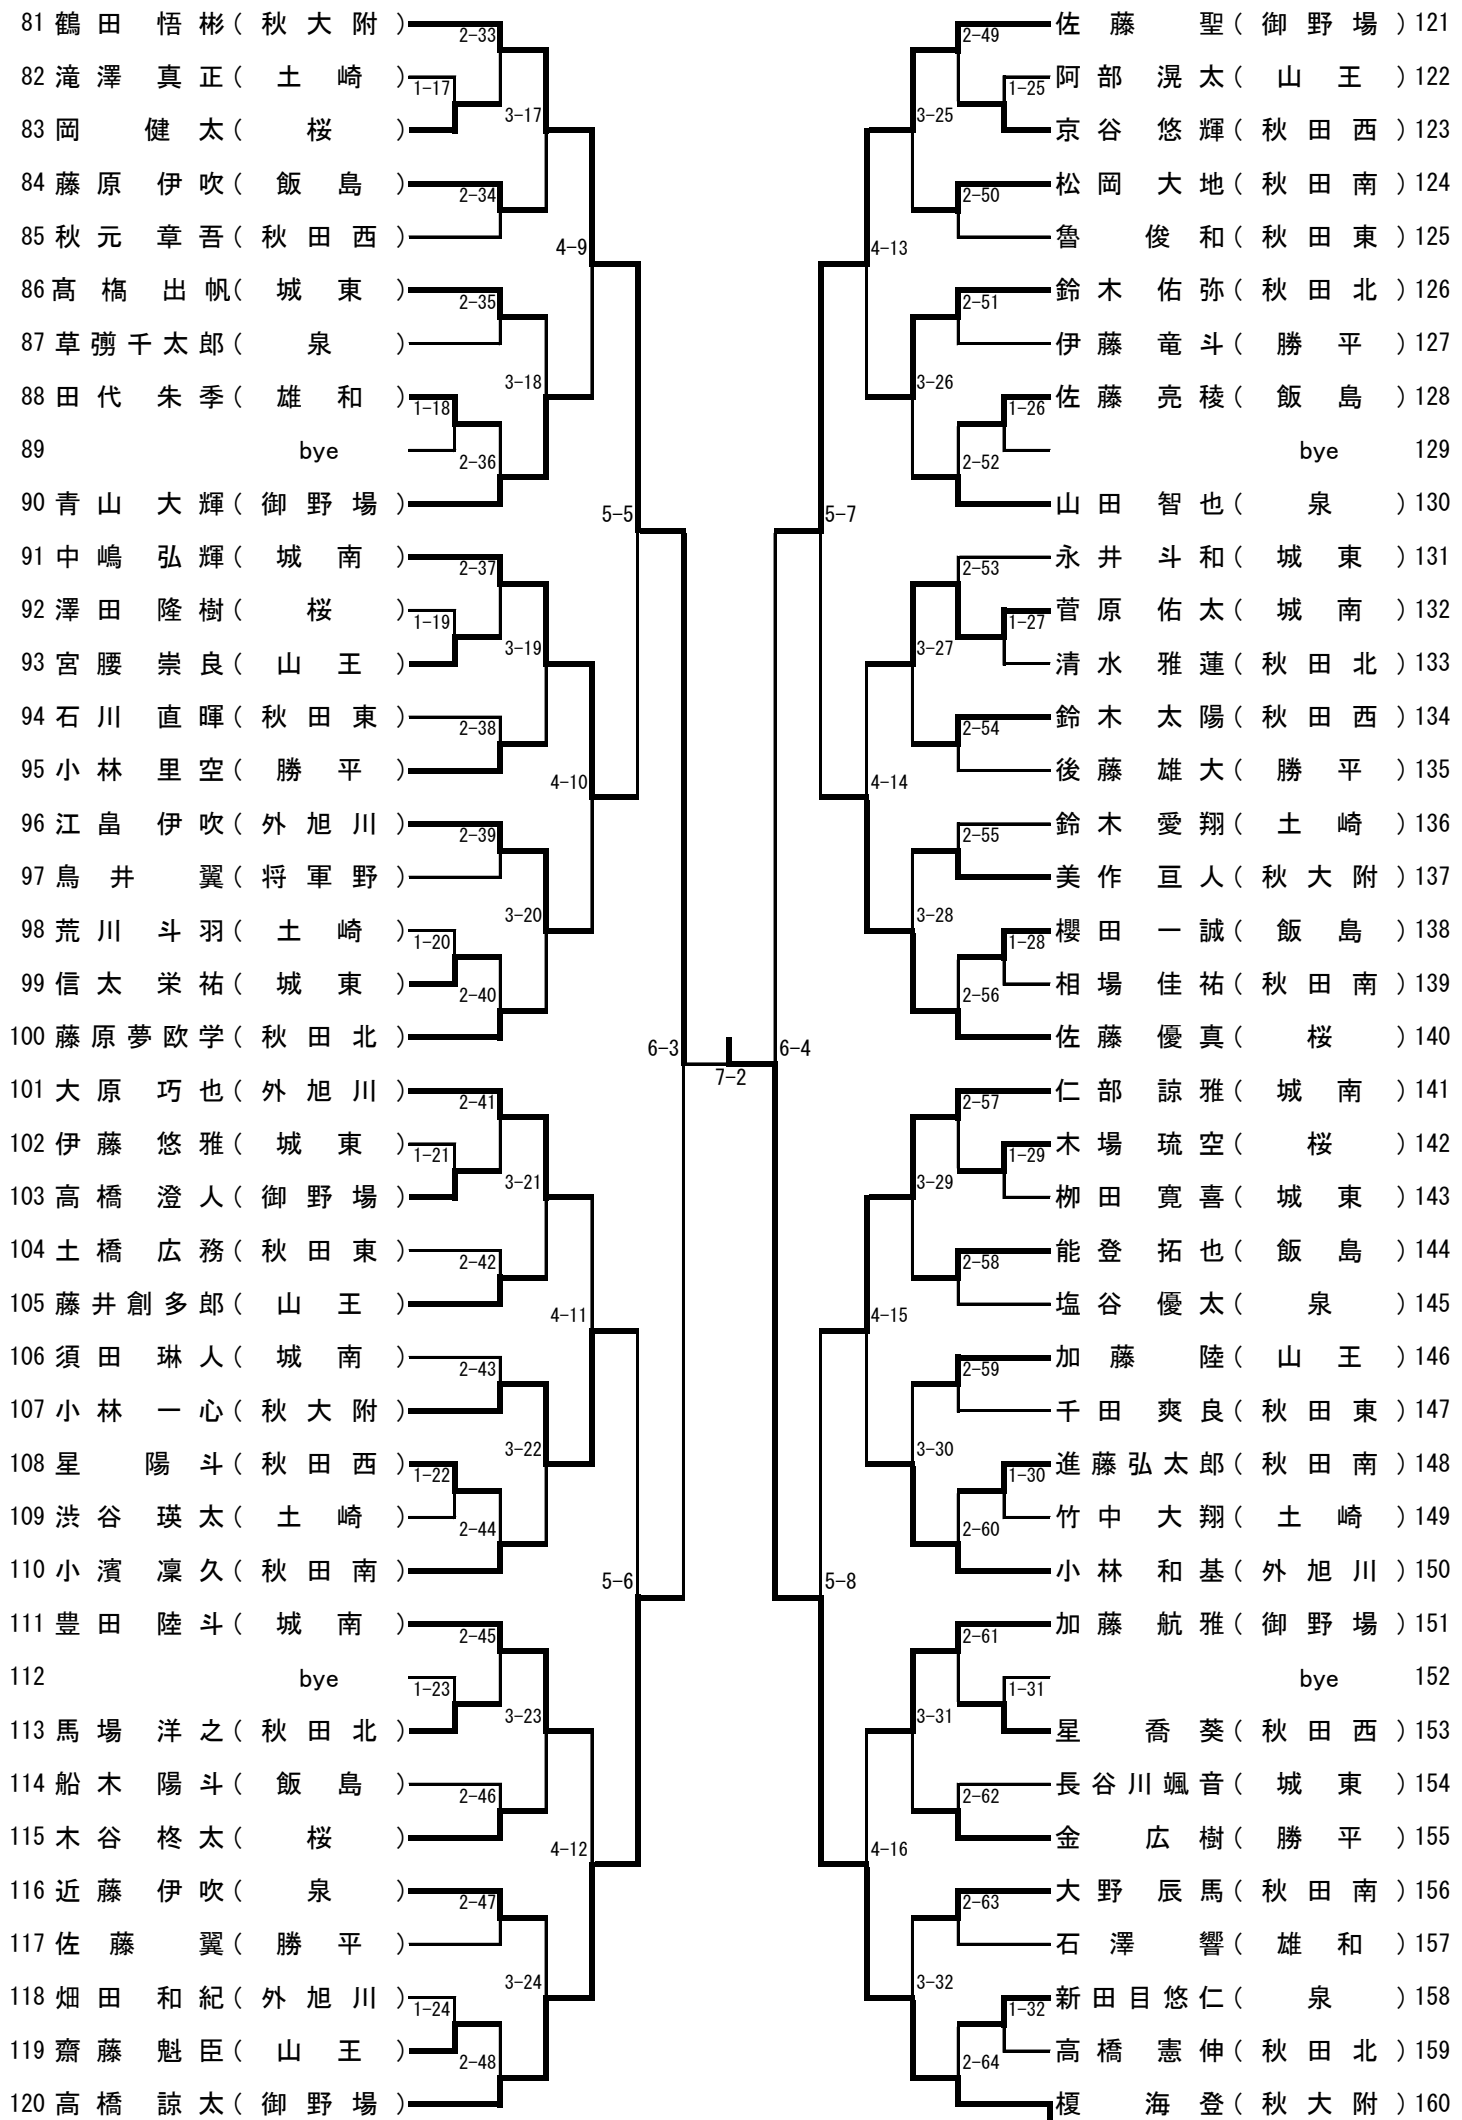 81 鶴田 悟彬 (秋大附)
82 滝澤 真正 (土崎)
83 岡 健太 (桜)
84 藤原 伊吹 (飯島)
85 秋元 章吾 (秋田西)
86 髙橋 出帆 (城東)
87 草彅千太郎 (泉)
88 田代 朱季 (雄和)
89 bye
90 青山 大輝 (御野場)
91 中嶋 弘輝 (城南)
92 澤田 隆樹 (桜)
93 宮腰 崇良 (山王)
94 石川 直暉 (秋田東)
95 小林 里空 (勝平)
96 江畠 伊吹 (外旭川)
97 鳥井 翼 (将軍野)
98 荒川 斗羽 (土崎)
99 信太 栄祐 (城東)
100 藤原夢欧学 (秋田北)
101 大原 巧也 (外旭川)
102 伊藤 悠雅 (城東)
103 高橋 澄人 (御野場)
104 土橋 広務 (秋田東)
105 藤井創多郎 (山王)
106 須田 琳人 (城南)
107 小林 一心 (秋大附)
108 星 陽斗 (秋田西)
109 渋谷 瑛太 (土崎)
110 小濱 凜久 (秋田南)
111 豊田 陸斗 (城南)
112 bye
113 馬場 洋之 (秋田北)
114 船木 陽斗 (飯島)
115 木谷 柊太 (桜)
116 近藤 伊吹 (泉)
117 佐藤 翼 (勝平)
118 畑田 和紀 (外旭川)
119 齋藤 魁臣 (山王)
120 高橋 諒太 (御野場)
2-33
1-17
3-17
2-34
4-9
2-35
3-18
1-18
2-36
5-5
2-37
1-19
3-19
2-38
4-10
2-39
3-20
1-20
2-40
6-3
2-41
1-21
3-21
2-42
4-11
2-43
3-22
1-22
2-44
5-6
2-45
1-23
3-23
2-46
4-12
2-47
3-24
1-24
2-48
7-2
2-49
1-25
3-25
2-50
4-13
2-51
3-26
1-26
2-52
5-7
2-53
1-27
3-27
2-54
4-14
2-55
3-28
1-28
2-56
6-4
2-57
1-29
3-29
2-58
4-15
2-59
3-30
1-30
2-60
5-8
2-61
1-31
3-31
2-62
4-16
2-63
3-32
1-32
2-64
佐藤 聖 (御野場) 121
阿部 滉太 (山王) 122
京谷 悠輝 (秋田西) 123
松岡 大地 (秋田南) 124
魯 俊和 (秋田東) 125
鈴木 佑弥 (秋田北) 126
伊藤 竜斗 (勝平) 127
佐藤 亮稜 (飯島) 128
bye 129
山田 智也 (泉) 130
永井 斗和 (城東) 131
菅原 佑太 (城南) 132
清水 雅蓮 (秋田北) 133
鈴木 太陽 (秋田西) 134
後藤 雄大 (勝平) 135
鈴木 愛翔 (土崎) 136
美作 亘人 (秋大附) 137
櫻田 一誠 (飯島) 138
相場 佳祐 (秋田南) 139
佐藤 優真 (桜) 140
仁部 諒雅 (城南) 141
木場 琉空 (桜) 142
栁田 寛喜 (城東) 143
能登 拓也 (飯島) 144
塩谷 優太 (泉) 145
加藤 陸 (山王) 146
千田 爽良 (秋田東) 147
進藤弘太郎 (秋田南) 148
竹中 大翔 (土崎) 149
小林 和基 (外旭川) 150
加藤 航雅 (御野場) 151
bye 152
星 喬葵 (秋田西) 153
長谷川颯音 (城東) 154
金 広樹 (勝平) 155
大野 辰馬 (秋田南) 156
石澤 響 (雄和) 157
新田目悠仁 (泉) 158
高橋 憲伸 (秋田北) 159
榎 海登 (秋大附) 160